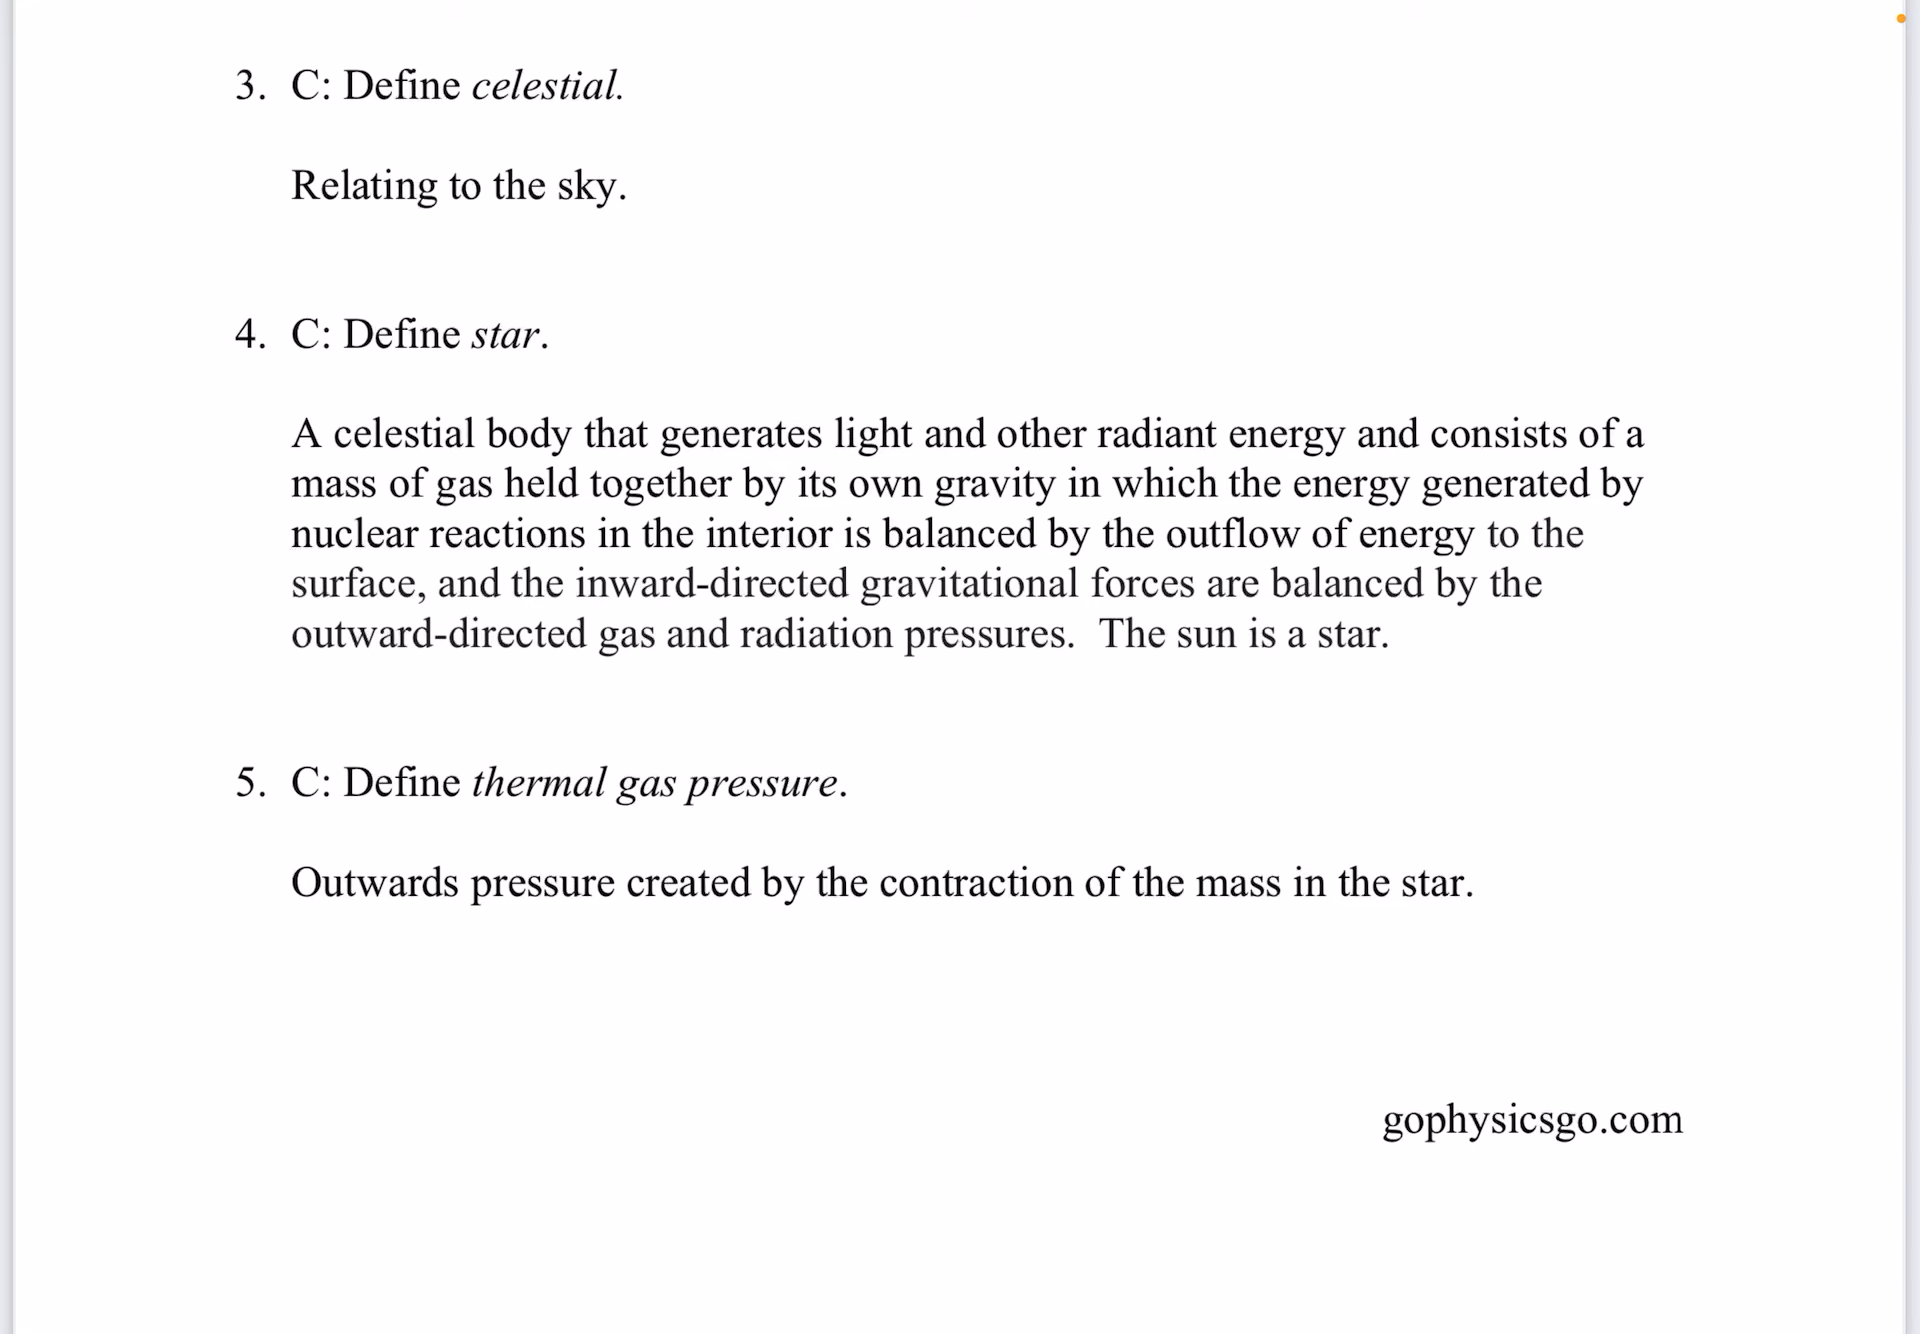 3. C: Define celestial.
Relating to the sky.
4. C: Define star.
A celestial body that generates light and other radiant energy and consists of a
mass of gas held together by its own gravity in which the energy generated by
nuclear reactions in the interior is balanced by the outflow of energy to the
surface, and the inward-directed gravitational forces are balanced by the
outward-directed gas and radiation pressures.  The sun is a star.
5. C: Define thermal gas pressure.
Outwards pressure created by the contraction of the mass in the star.
gophysicsgo.com